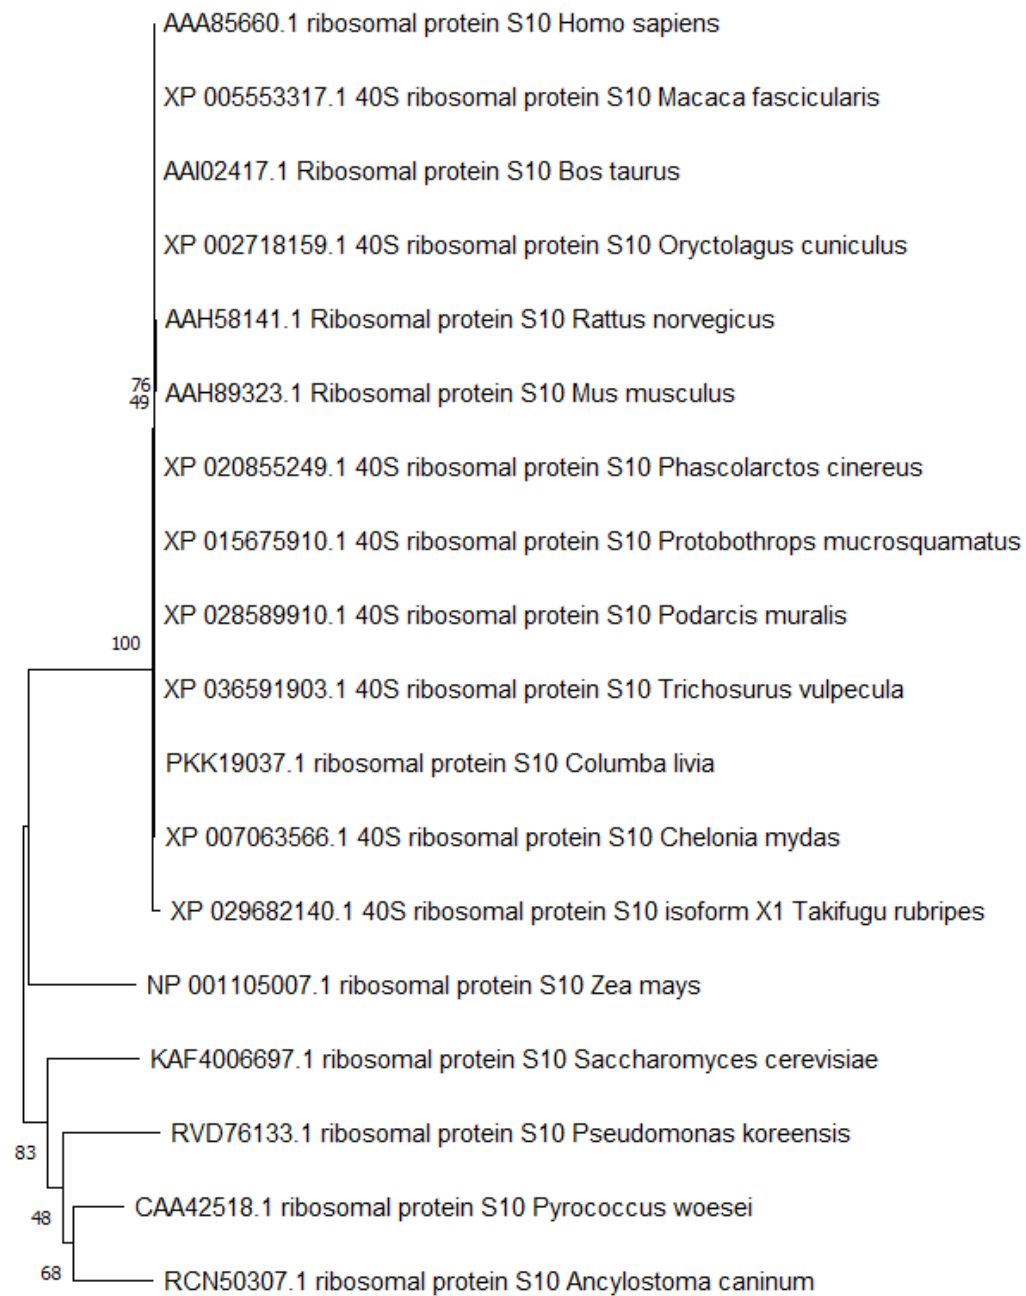 AAA85660.1 ribosomal protein S10 Homo sapiens
XP 005553317.1 40S ribosomal protein S10 Macaca fascicularis
AAI02417.1 Ribosomal protein S10 Bos taurus
XP 002718159.1 40S ribosomal protein S10 Oryctolagus cuniculus
AAH58141.1 Ribosomal protein S10 Rattus norvegicus
76
AAH89323.1 Ribosomal protein S10 Mus musculus
49
XP 020855249.1 40S ribosomal protein S10 Phascolarctos cinereus
XP 015675910.1 40S ribosomal protein S10 Protobothrops mucrosquamatus
XP 028589910.1 40S ribosomal protein S10 Podarcis muralis
100
XP 036591903.1 40S ribosomal protein S10 Trichosurus vulpecula
PKK19037.1 ribosomal protein S10 Columba livia
XP 007063566.1 40S ribosomal protein S10 Chelonia mydas
XP 029682140.1 40S ribosomal protein S10 isoform X1 Takifugu rubripes
NP 001105007.1 ribosomal protein S10 Zea mays
KAF4006697.1 ribosomal protein S10 Saccharomyces cerevisiae
RVD76133.1 ribosomal protein S10 Pseudomonas koreensis
83
CAA42518.1 ribosomal protein S10 Pyrococcus woesei
48
68
RCN50307.1 ribosomal protein S10 Ancylostoma caninum